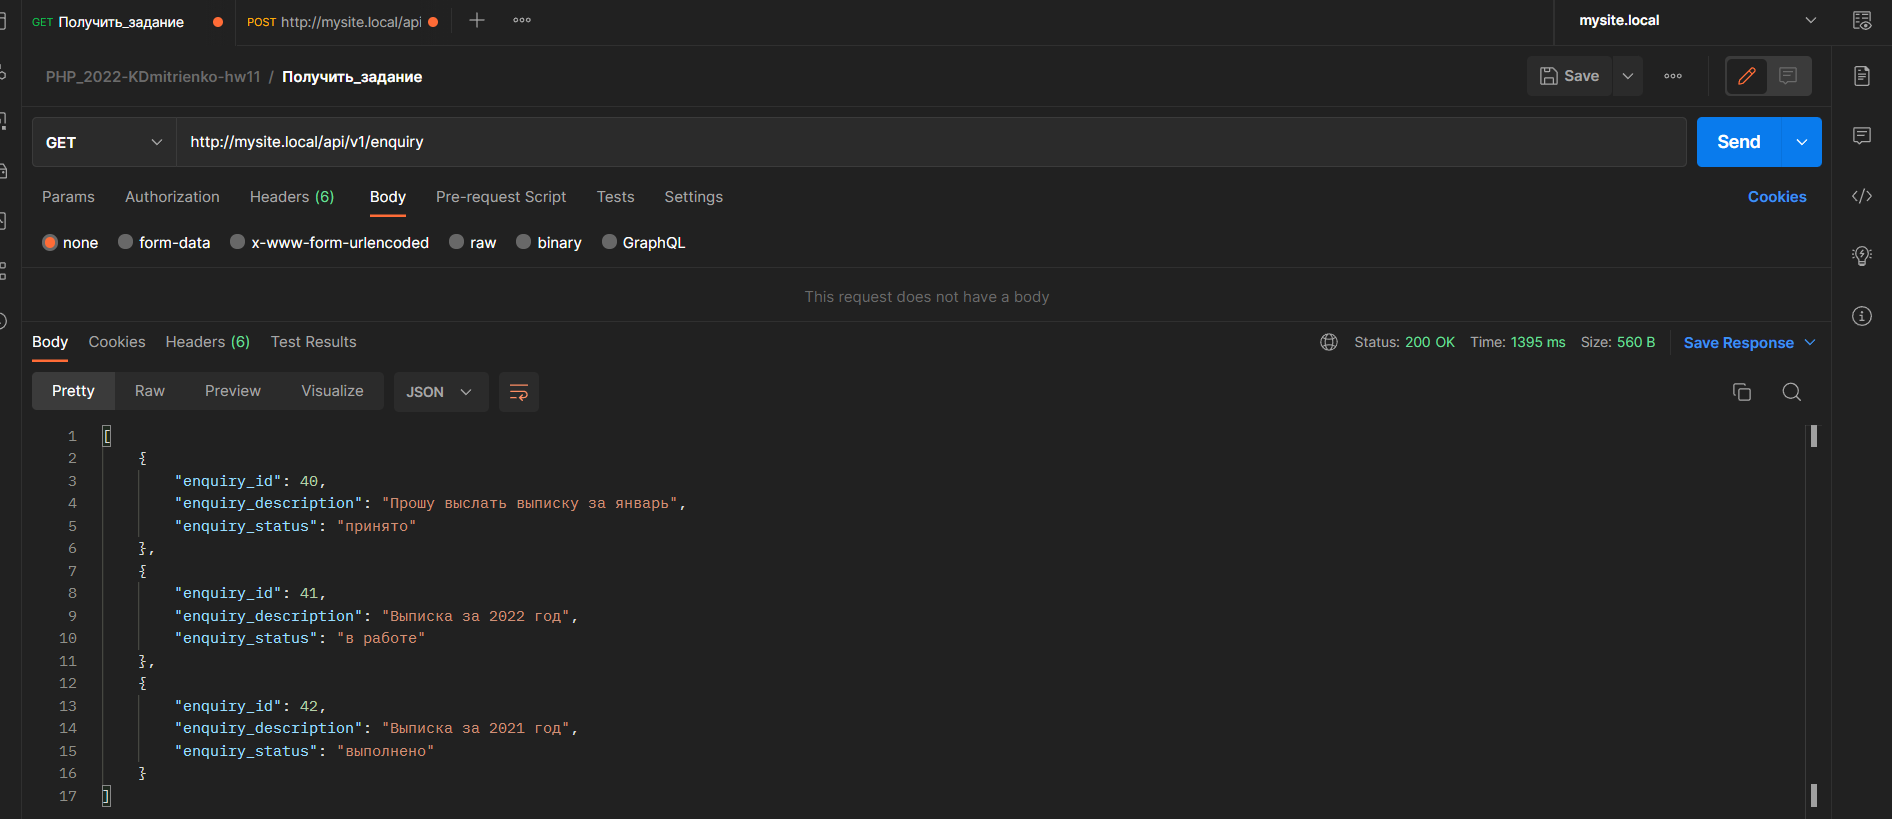 GET Получить_задание
POST http://mysite.local/api
mysite.local
PHP_2022-KDmitrienko-hw11 / Получить_задание
Save
GET http://mysite.local/api/v1/enquiry
Send
Params Authorization Headers (6) Body Pre-request Script Tests Settings Cookies
none form-data x-www-form-urlencoded raw binary GraphQL
This request does not have a body
Body Cookies Headers (6) Test Results Status: 200 OK Time: 1395 ms Size: 560 B Save Response
Pretty Raw Preview Visualize JSON
1 [
2 {
3 "enquiry_id": 40,
4 "enquiry_description": "Прошу выслать выписку за январь",
5 "enquiry_status": "принято"
6 },
7 {
8 "enquiry_id": 41,
9 "enquiry_description": "Выписка за 2022 год",
10 "enquiry_status": "в работе"
11 },
12 {
13 "enquiry_id": 42,
14 "enquiry_description": "Выписка за 2021 год",
15 "enquiry_status": "выполнено"
16 }
17 ]